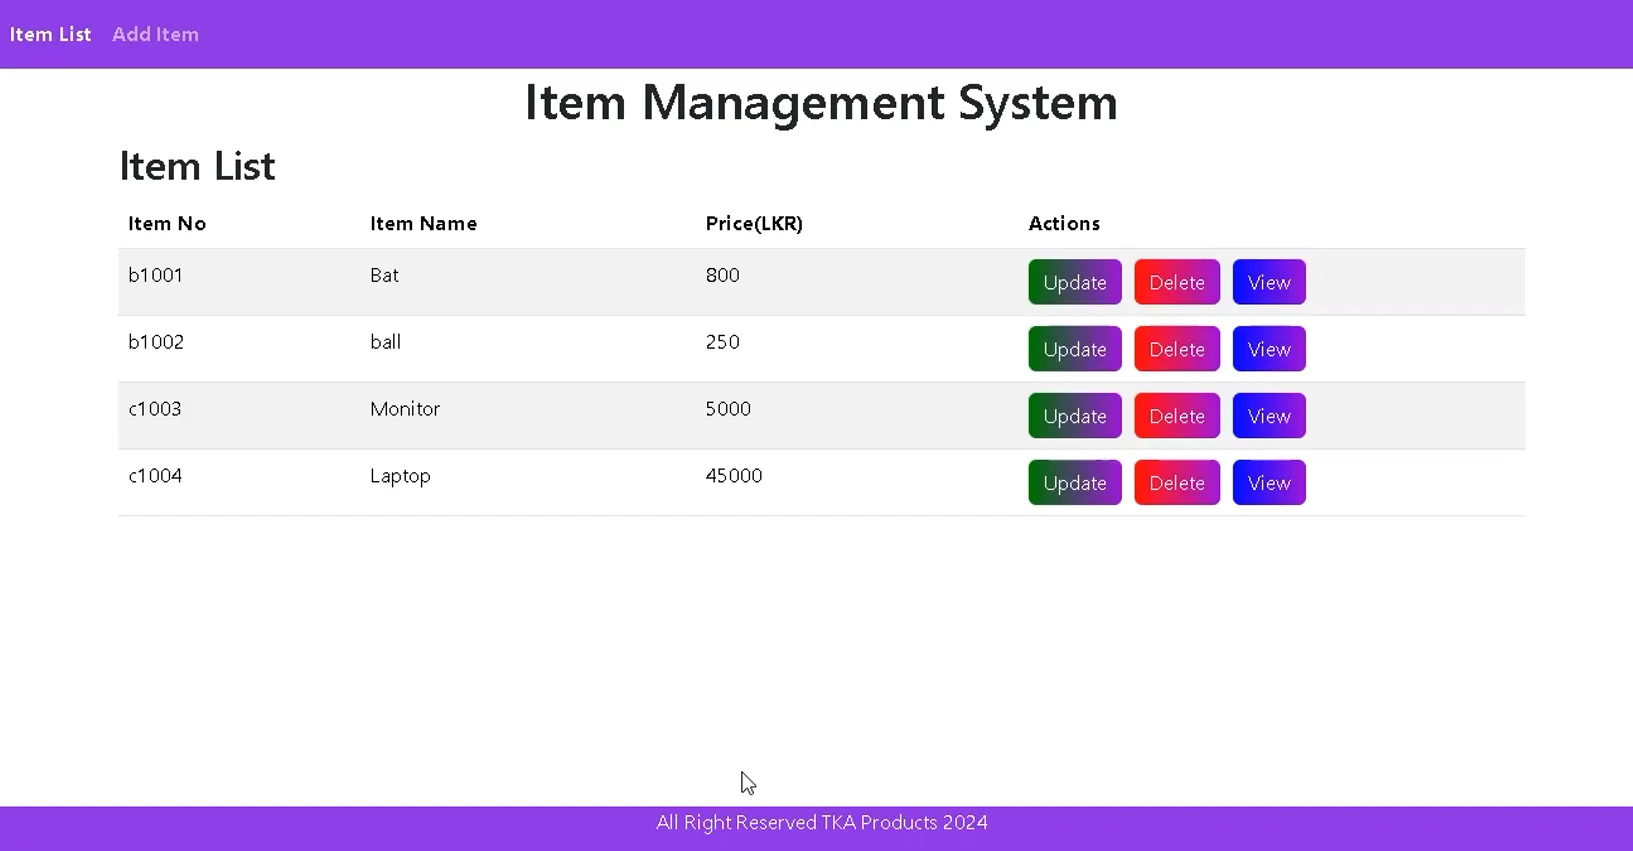 Item List Add Item
Item Management System
Item List
Item No Item Name Price(LKR) Actions
b1001 Bat 800 Update Delete View
b1002 ball 250 Update Delete View
c1003 Monitor 5000 Update Delete View
c1004 Laptop 45000 Update Delete View
All Right Reserved TKA Products 2024